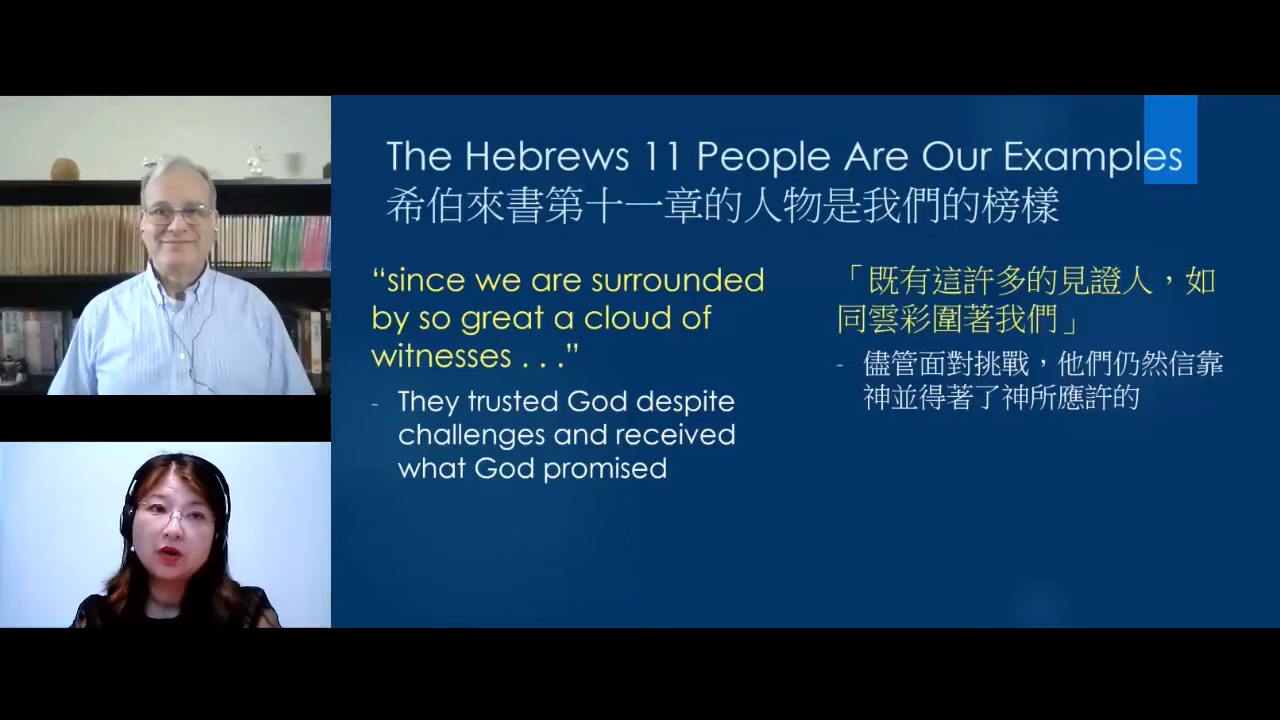 The Hebrews 11 People Are Our Examples
希伯來書第十一章的人物是我們的榜樣
“since we are surrounded
by so great a cloud of
witnesses . . .”
- They trusted God despite
challenges and received
what God promised
「既有這許多的見證人，如
同雲彩圍著我們」
- 儘管面對挑戰，他們仍然信靠
神並得著了神所應許的